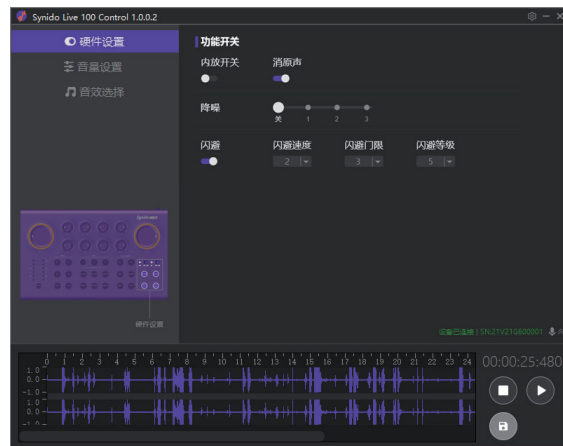 Synido Live 100 Control 1.0.0.2
硬件设置
音量设置
音效选择
功能开关
内放开关 消原声
降噪
关 1 2 3
闪避 闪避速度 闪避门限 闪避等级
2 3 5
Synido Live
硬件设置
设备已连接 | SN:21V21G600001
0 1 2 3 4 5 6 7 8 9 10 11 12 13 14 15 16 17 18 19 20 21 22 23 24
00:00:25:480
1.0
0.0
-1.0
1.0
0.0
-1.0